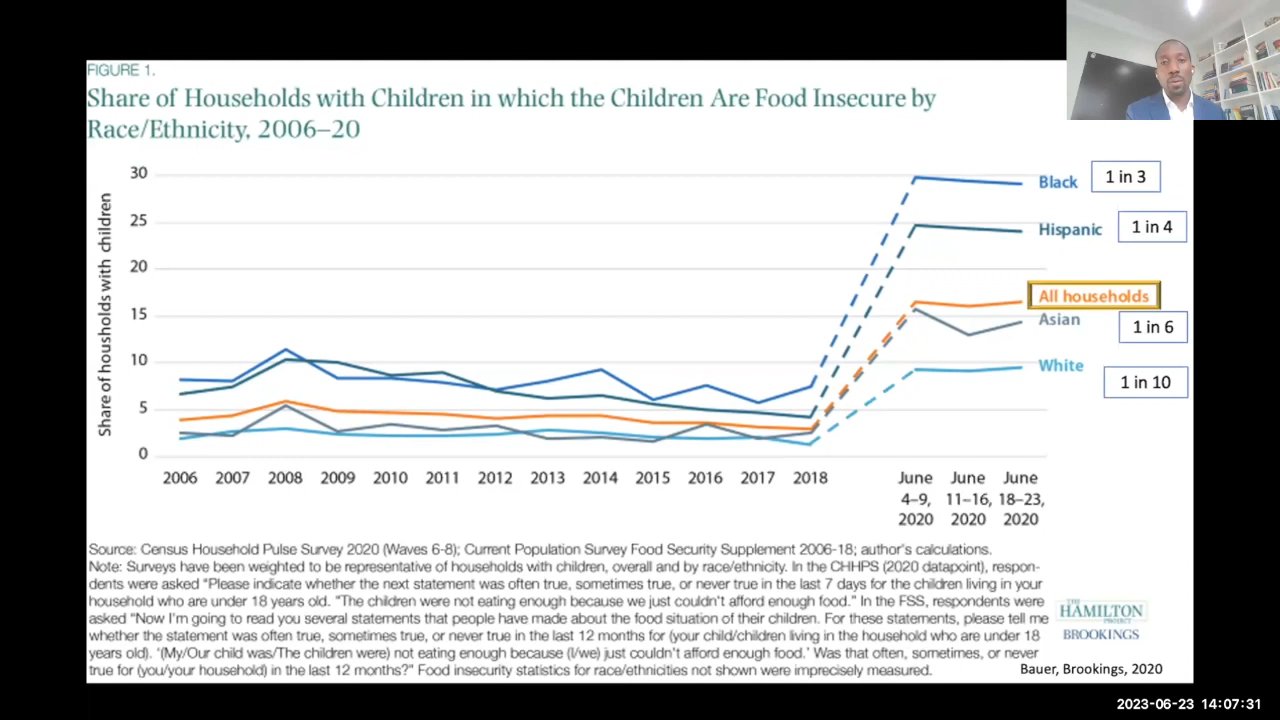 FIGURE 1.
Share of Households with Children in which the Children Are Food Insecure by
Race/Ethnicity, 2006–20
Share of housholds with children
30
25
20
15
10
5
0
Black
1 in 3
Hispanic
1 in 4
All households
Asian
1 in 6
White
1 in 10
2006 2007 2008 2009 2010 2011 2012 2013 2014 2015 2016 2017 2018
June
4–9,
2020
June
11–16,
2020
June
18–23,
2020
Source: Census Household Pulse Survey 2020 (Waves 6-8); Current Population Survey Food Security Supplement 2006-18; author's calculations.
Note: Surveys have been weighted to be representative of households with children, overall and by race/ethnicity. In the CHHPS (2020 datapoint), respon-
dents were asked "Please indicate whether the next statement was often true, sometimes true, or never true in the last 7 days for the children living in your
household who are under 18 years old. "The children were not eating enough because we just couldn't afford enough food." In the FSS, respondents were
asked "Now I'm going to read you several statements that people have made about the food situation of their children. For these statements, please tell me
whether the statement was often true, sometimes true, or never true in the last 12 months for (your child/children living in the household who are under 18
years old). '(My/Our child was/The children were) not eating enough because (I/we) just couldn't afford enough food.' Was that often, sometimes, or never
true for (you/your household) in the last 12 months?" Food insecurity statistics for race/ethnicities not shown were imprecisely measured.
THE
HAMILTON
PROJECT
BROOKINGS
Bauer, Brookings, 2020
2023-06-23 14:07:31